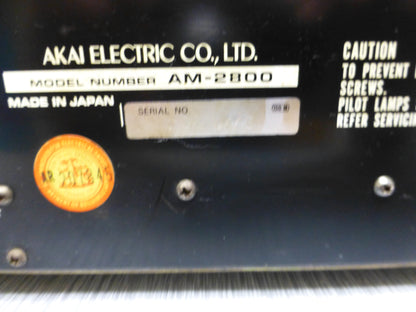 AKAI ELECTRIC CO., LTD.
MODEL NUMBER AM-2800
MADE IN JAPAN
SERIAL NO.
CAUTION
TO PREVENT
SCREWS.
PILOT LAMPS
REFER SERVICIN